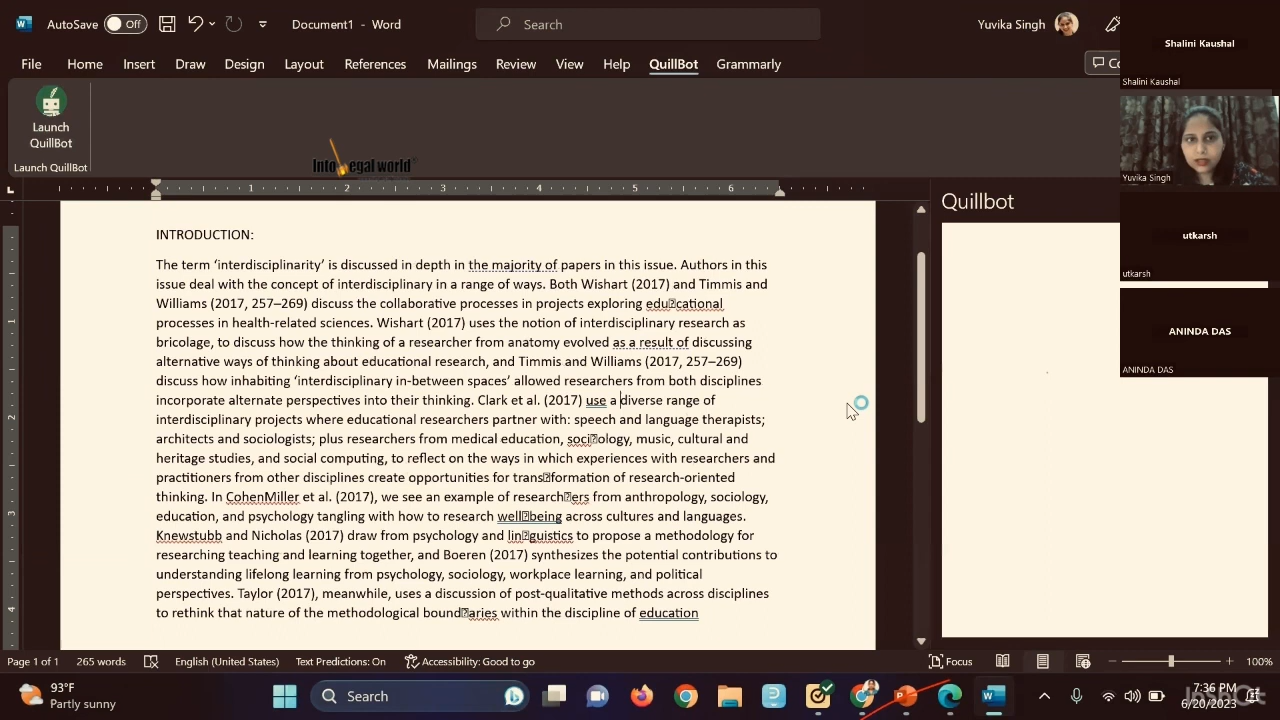 AutoSave Off Document1 - Word Search Yuvika Singh
File Home Insert Draw Design Layout References Mailings Review View Help QuillBot Grammarly
Launch
QuillBot
Launch QuillBot
Shalini Kaushal
Shalini Kaushal
Yuvika Singh
utkarsh
utkarsh
ANINDA DAS
ANINDA DAS
1 2 3 4 5 6
Quillbot
INTRODUCTION:
The term ‘interdisciplinarity’ is discussed in depth in the majority of papers in this issue. Authors in this
issue deal with the concept of interdisciplinary in a range of ways. Both Wishart (2017) and Timmis and
Williams (2017, 257–269) discuss the collaborative processes in projects exploring edu�cational
processes in health-related sciences. Wishart (2017) uses the notion of interdisciplinary research as
bricolage, to discuss how the thinking of a researcher from anatomy evolved as a result of discussing
alternative ways of thinking about educational research, and Timmis and Williams (2017, 257–269)
discuss how inhabiting ‘interdisciplinary in-between spaces’ allowed researchers from both disciplines
incorporate alternate perspectives into their thinking. Clark et al. (2017) use a diverse range of
interdisciplinary projects where educational researchers partner with: speech and language therapists;
architects and sociologists; plus researchers from medical education, soci�ology, music, cultural and
heritage studies, and social computing, to reflect on the ways in which experiences with researchers and
practitioners from other disciplines create opportunities for trans�formation of research-oriented
thinking. In CohenMiller et al. (2017), we see an example of research�ers from anthropology, sociology,
education, and psychology tangling with how to research well�being across cultures and languages.
Knewstubb and Nicholas (2017) draw from psychology and lin�guistics to propose a methodology for
researching teaching and learning together, and Boeren (2017) synthesizes the potential contributions to
understanding lifelong learning from psychology, sociology, workplace learning, and political
perspectives. Taylor (2017), meanwhile, uses a discussion of post-qualitative methods across disciplines
to rethink that nature of the methodological bound�aries within the discipline of education
1
2
3
4
Page 1 of 1 265 words English (United States) Text Predictions: On Accessibility: Good to go Focus 100%
93°F
Partly sunny
Search
7:36 PM
6/20/2023